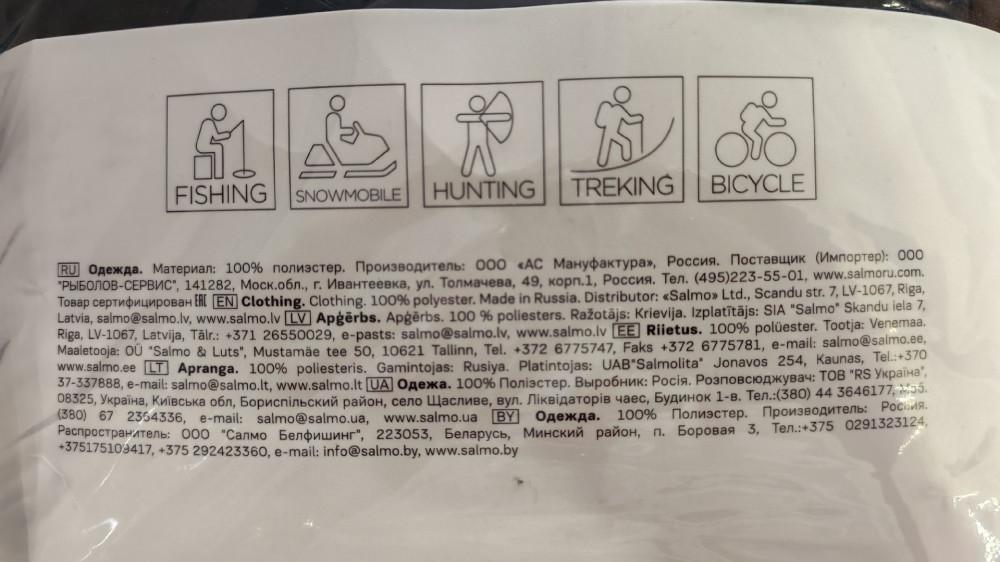 FISHING
SNOWMOBILE
HUNTING
TREKING
BICYCLE
RU Одежда. Материал: 100% полиэстер. Производитель: ООО «АС Мануфактура», Россия. Поставщик (Импортер): ООО
"РЫБОЛОВ-СЕРВИС", 141282, Моск.обл., г. Ивантеевка, ул. Толмачева, 49, корп.1, Россия. Тел. (495)223-55-01, www.salmoru.com.
Товар сертифицирован EAC EN Clothing. Clothing. 100% polyester. Made in Russia. Distributor: «Salmo» Ltd., Scandu str. 7, LV-1067, Riga,
Latvia, salmo@salmo.lv, www.salmo.lv LV Apģērbs. Apģērbs. 100 % poliesters. Ražotājs: Krievija. Izplatītājs: SIA "Salmo" Skandu iela 7,
Riga, LV-1067, Latvija, Tālr.: +371 26550029, e-pasts: salmo@salmo.lv, www.salmo.lv EE Riietus. 100% polüester. Tootja: Venemaa.
Maaletooja: OÜ "Salmo & Luts", Mustamäe tee 50, 10621 Tallinn, Tel. +372 6775747, Faks +372 6775781, e-mail: salmo@salmo.ee,
www.salmo.ee LT Apranga. 100% poliesteris. Gamintojas: Rusiya. Platintojas: UAB"Salmolita" Jonavos 254, Kaunas, Tel.:+370
37-337888, e-mail: salmo@salmo.lt, www.salmo.lt UA Одежа. 100% Поліэстер. Выробник: Росія. Розповсюджувач: ТОВ "RS Україна",
08325, Україна, Київська обл, Бориспільский район, село Щасливе, вул. Ліквідаторів чаес, Будинок 1-в. Тел.:(380) 44 3646177,
(380) 67 2354336, e-mail: salmo@salmo.ua, www.salmo.ua BY Одежда. 100% Полиэстер. Производитель: Россия.
Распространитель: ООО "Салмо Белфишинг", 223053, Беларусь, Минский район, п. Боровая 3, Тел.:+375 0291323124,
+375175109417, +375 292423360, e-mail: info@salmo.by, www.salmo.by